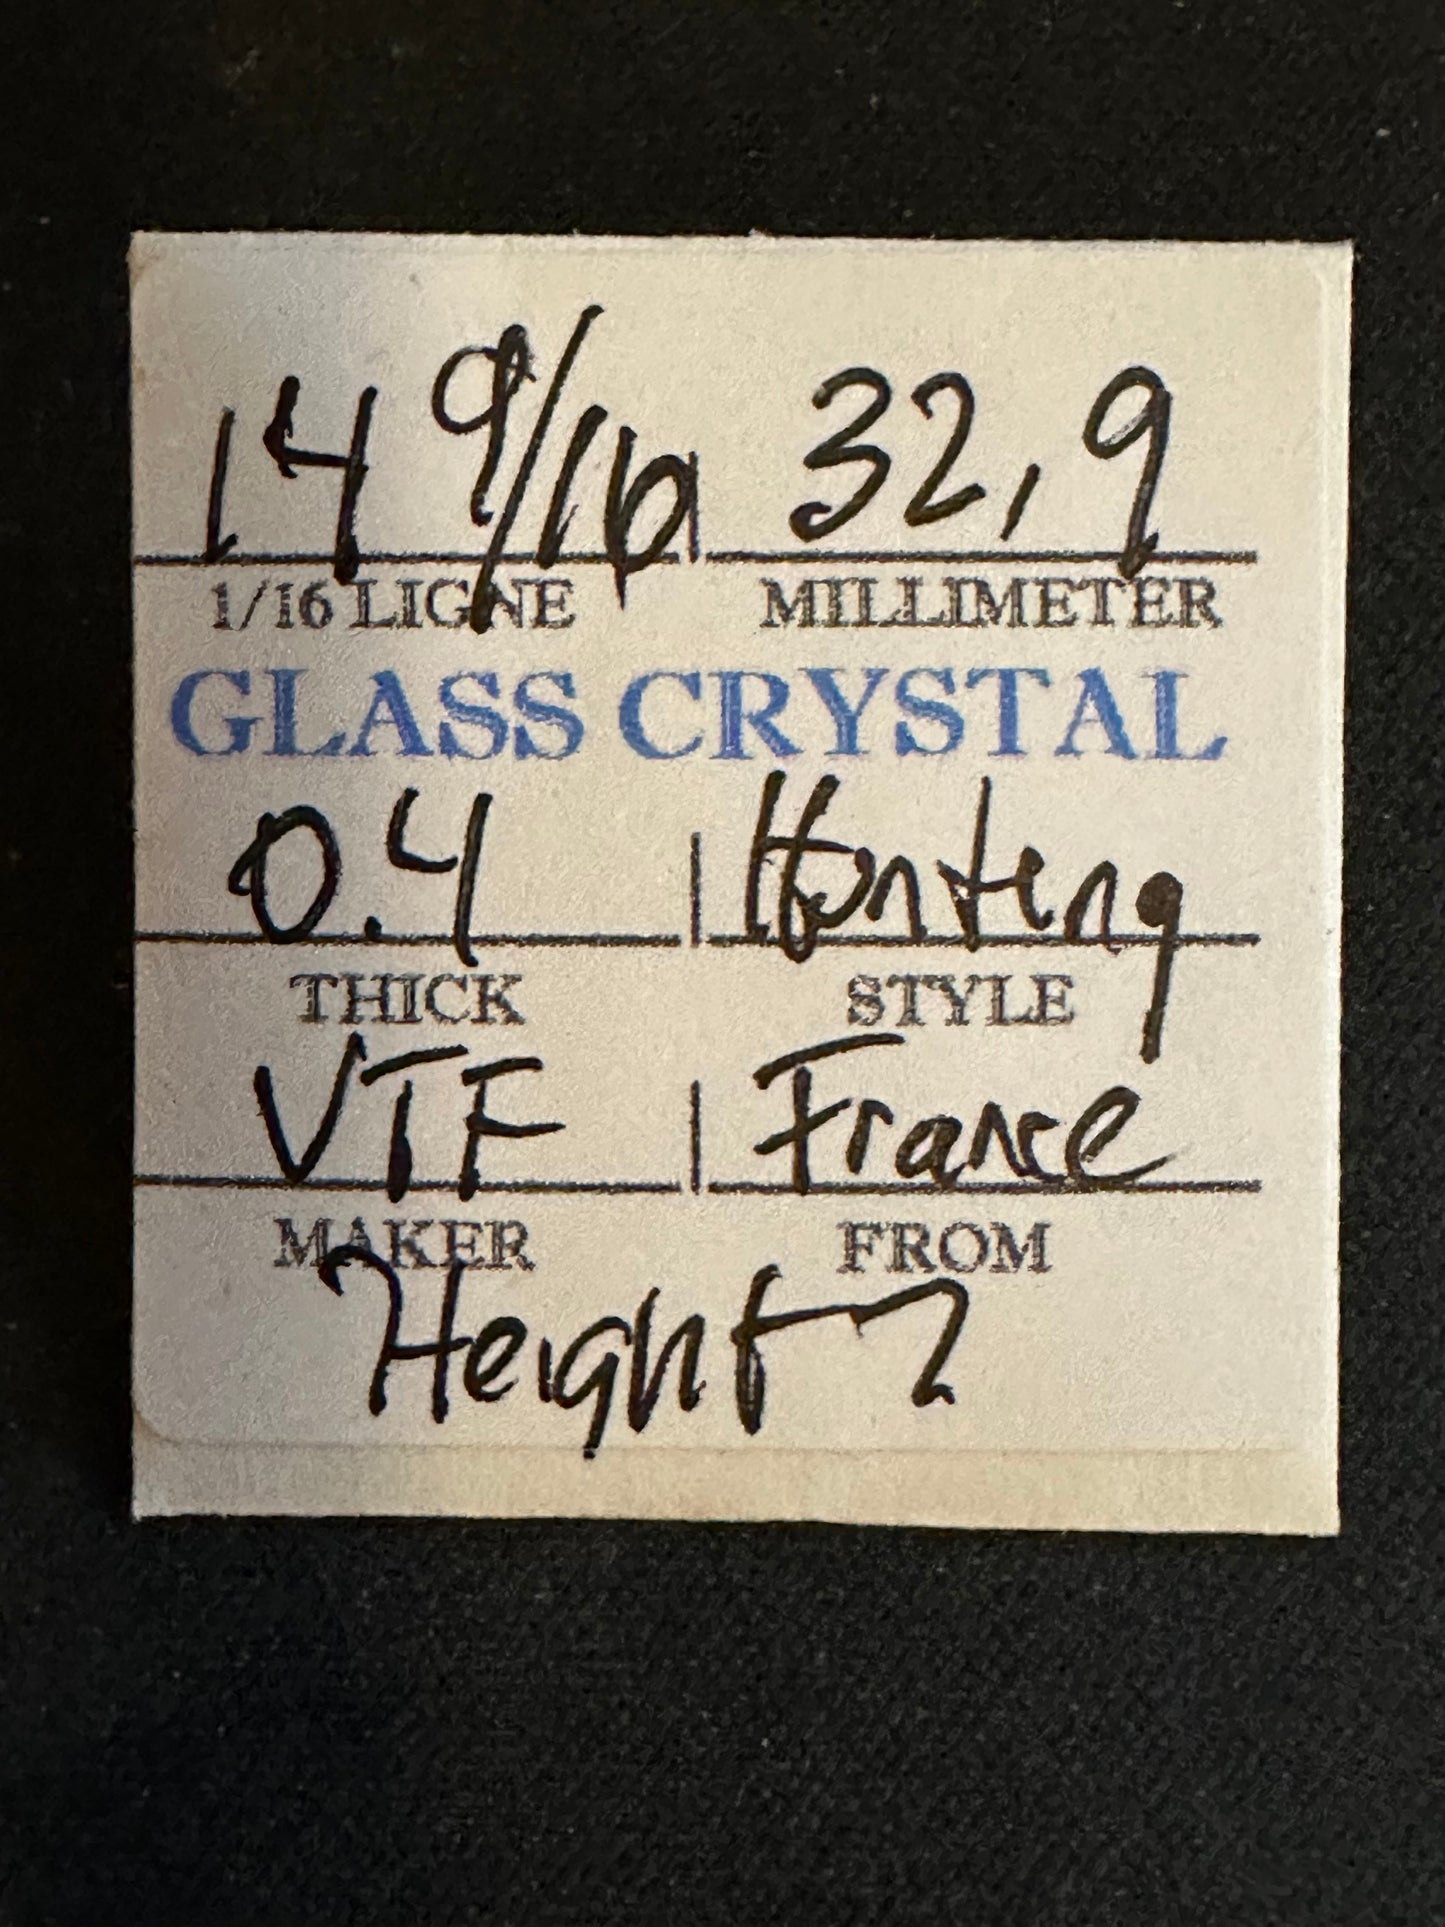 14 9/16 32,9
1/16 LIGNE MILLIMETER
GLASS CRYSTAL
0.4 Hunting
THICK STYLE
VTF France
MAKER FROM
Height 2